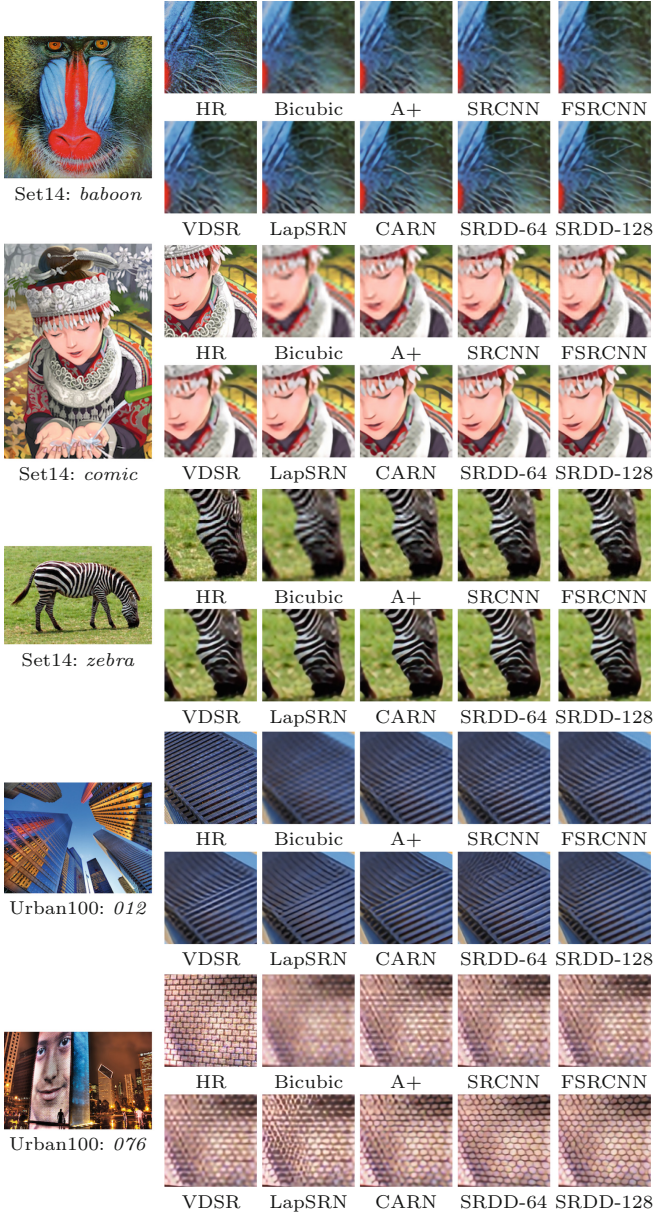 HR Bicubic A+ SRCNN FSRCNN
VDSR LapSRN CARN SRDD-64 SRDD-128
Set14: baboon
HR Bicubic A+ SRCNN FSRCNN
VDSR LapSRN CARN SRDD-64 SRDD-128
Set14: comic
HR Bicubic A+ SRCNN FSRCNN
VDSR LapSRN CARN SRDD-64 SRDD-128
Set14: zebra
HR Bicubic A+ SRCNN FSRCNN
VDSR LapSRN CARN SRDD-64 SRDD-128
Urban100: 012
HR Bicubic A+ SRCNN FSRCNN
VDSR LapSRN CARN SRDD-64 SRDD-128
Urban100: 076